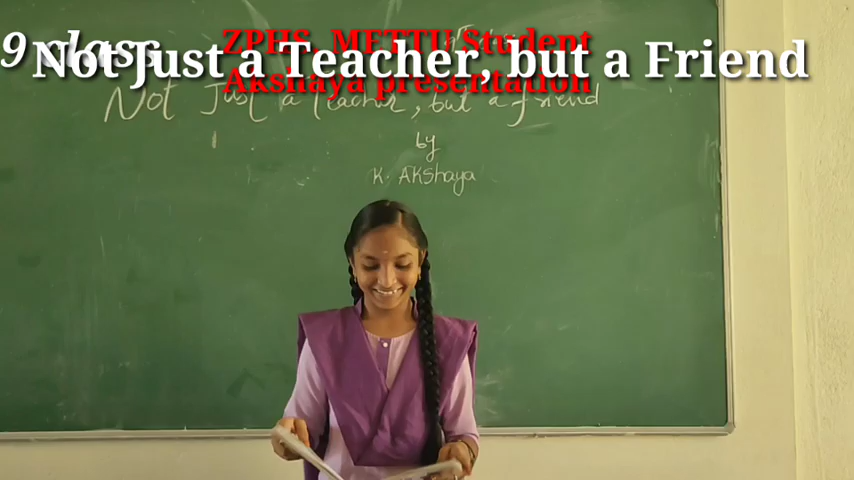 9 class
ZPHS, METTU Student
Not Just a Teacher, but a Friend
Akshaya presentation
Not Just a Teacher, but a friend
by
K. AKshaya